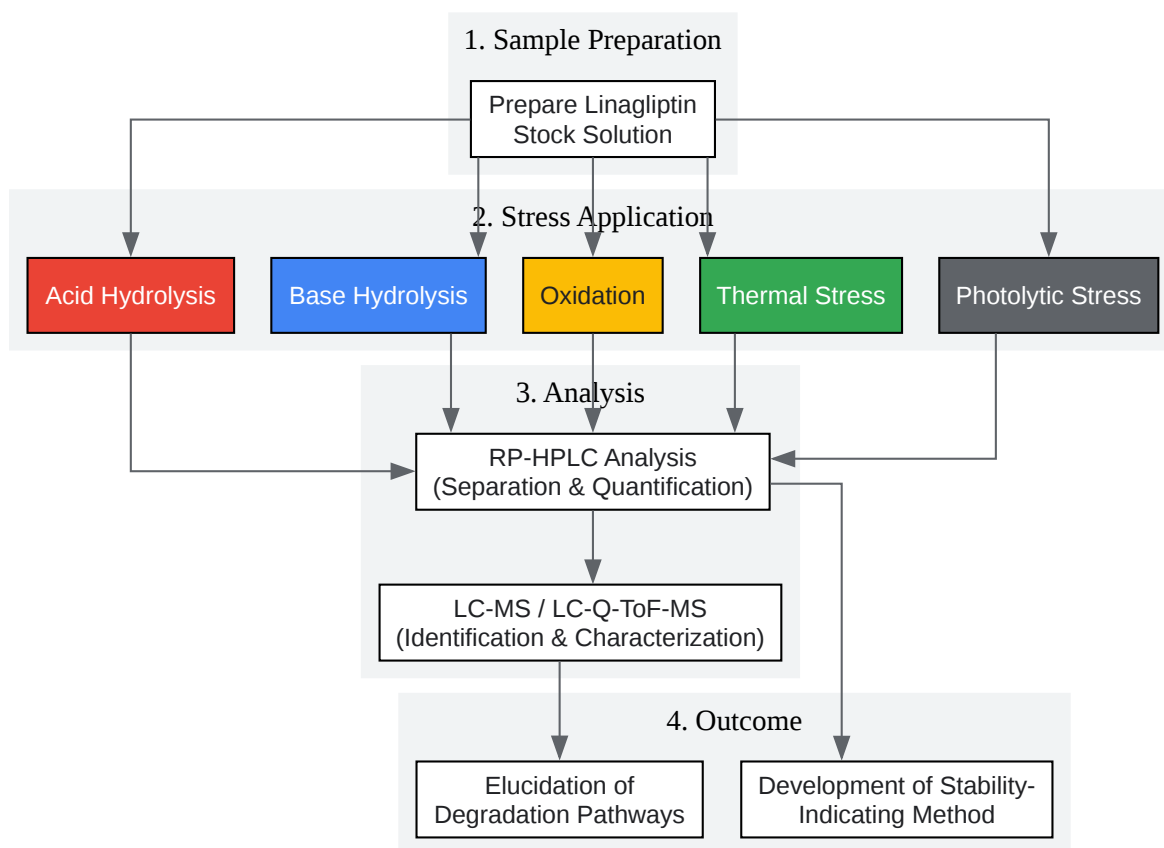 1. Sample Preparation
Prepare Linagliptin
Stock Solution
2. Stress Application
Acid Hydrolysis
Base Hydrolysis
Oxidation
Thermal Stress
Photolytic Stress
3. Analysis
RP-HPLC Analysis
(Separation & Quantification)
LC-MS / LC-Q-ToF-MS
(Identification & Characterization)
4. Outcome
Elucidation of
Degradation Pathways
Development of Stability-
Indicating Method